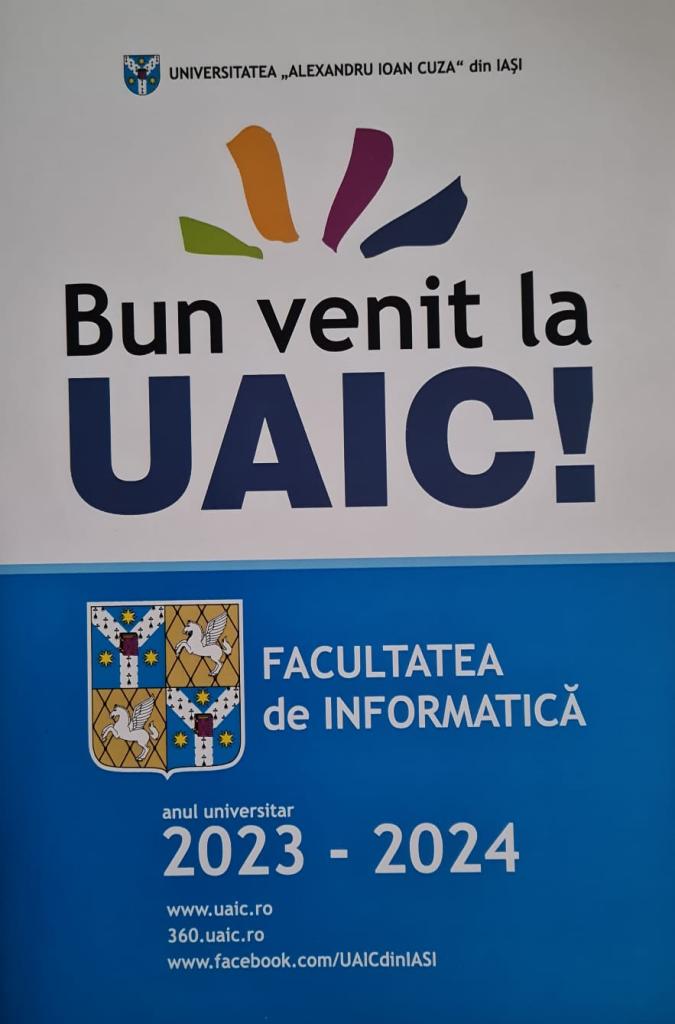 UNIVERSITATEA „ALEXANDRU IOAN CUZA“ din IAŞI
Bun venit la
UAIC!
FACULTATEA
de INFORMATICĂ
anul universitar
2023 - 2024
www.uaic.ro
360.uaic.ro
www.facebook.com/UAICdinIASI